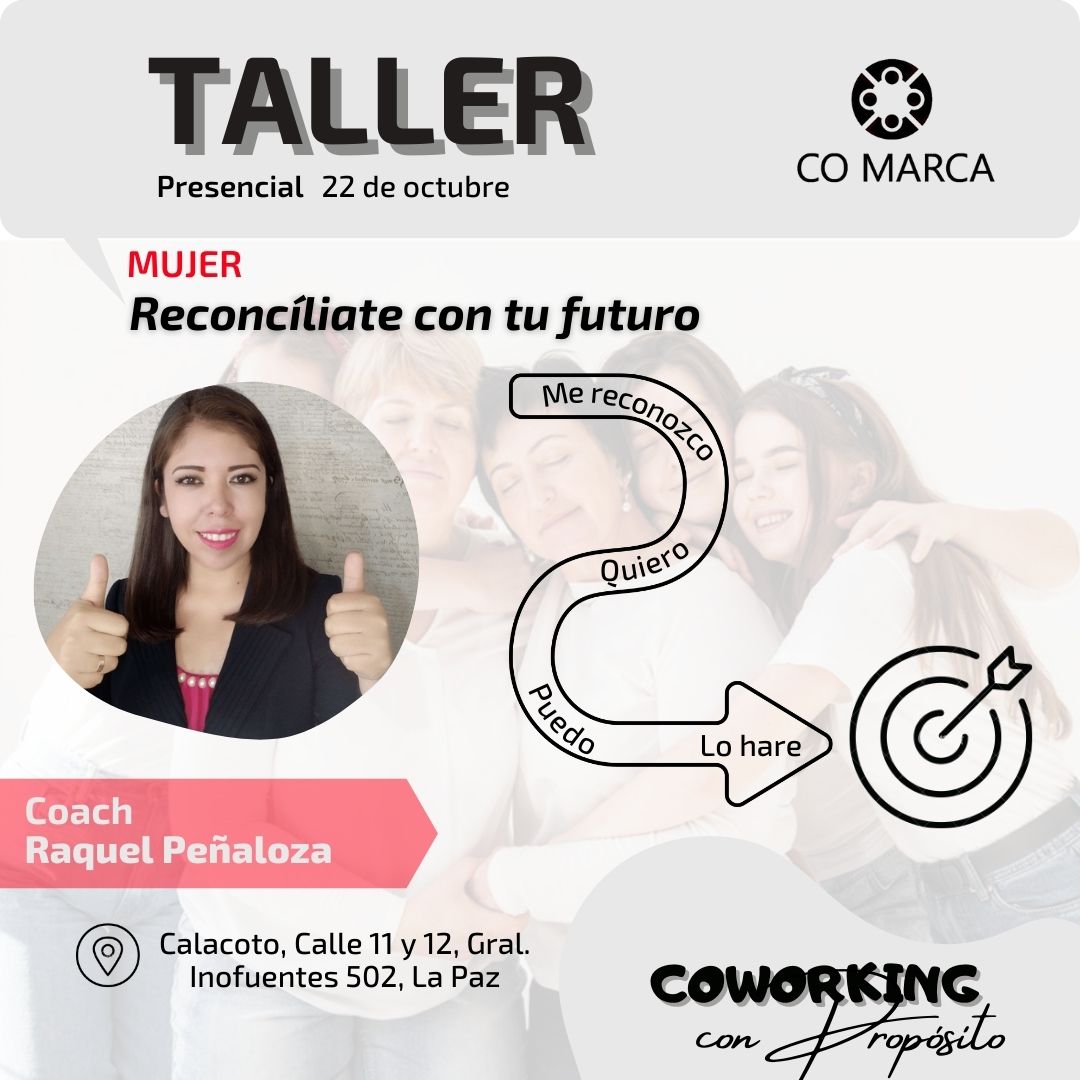 TALLER
Presencial 22 de octubre
CO MARCA
MUJER
Reconcíliate con tu futuro
Me reconozco
Quiero
Puedo
Lo hare
Coach
Raquel Peñaloza
Calacoto, Calle 11 y 12, Gral.
Inofuentes 502, La Paz
COWORKING
con Propósito